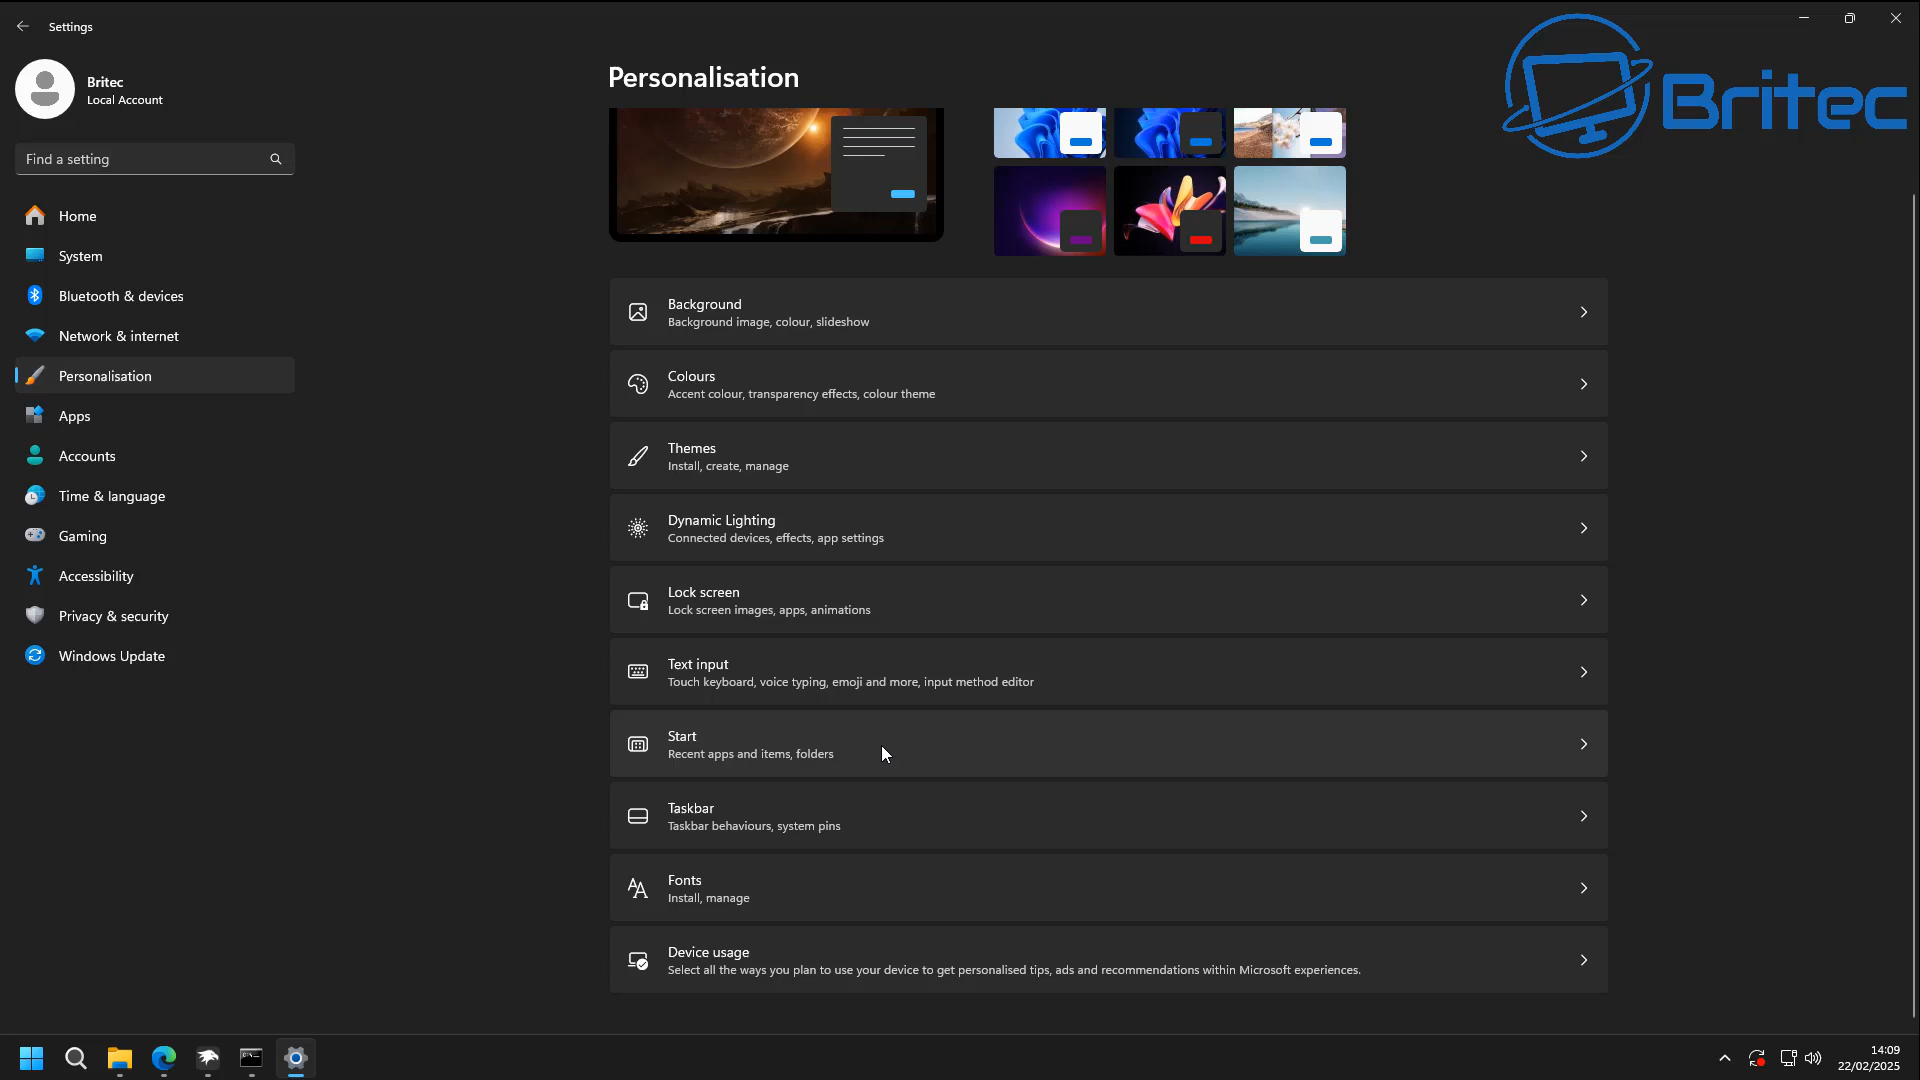 Settings
Britec
Local Account
Find a setting
Home
System
Bluetooth & devices
Network & internet
Personalisation
Apps
Accounts
Time & language
Gaming
Accessibility
Privacy & security
Windows Update
Personalisation
Britec
Background
Background image, colour, slideshow
Colours
Accent colour, transparency effects, colour theme
Themes
Install, create, manage
Dynamic Lighting
Connected devices, effects, app settings
Lock screen
Lock screen images, apps, animations
Text input
Touch keyboard, voice typing, emoji and more, input method editor
Start
Recent apps and items, folders
Taskbar
Taskbar behaviours, system pins
Fonts
Install, manage
Device usage
Select all the ways you plan to use your device to get personalised tips, ads and recommendations within Microsoft experiences.
14:09
22/02/2025